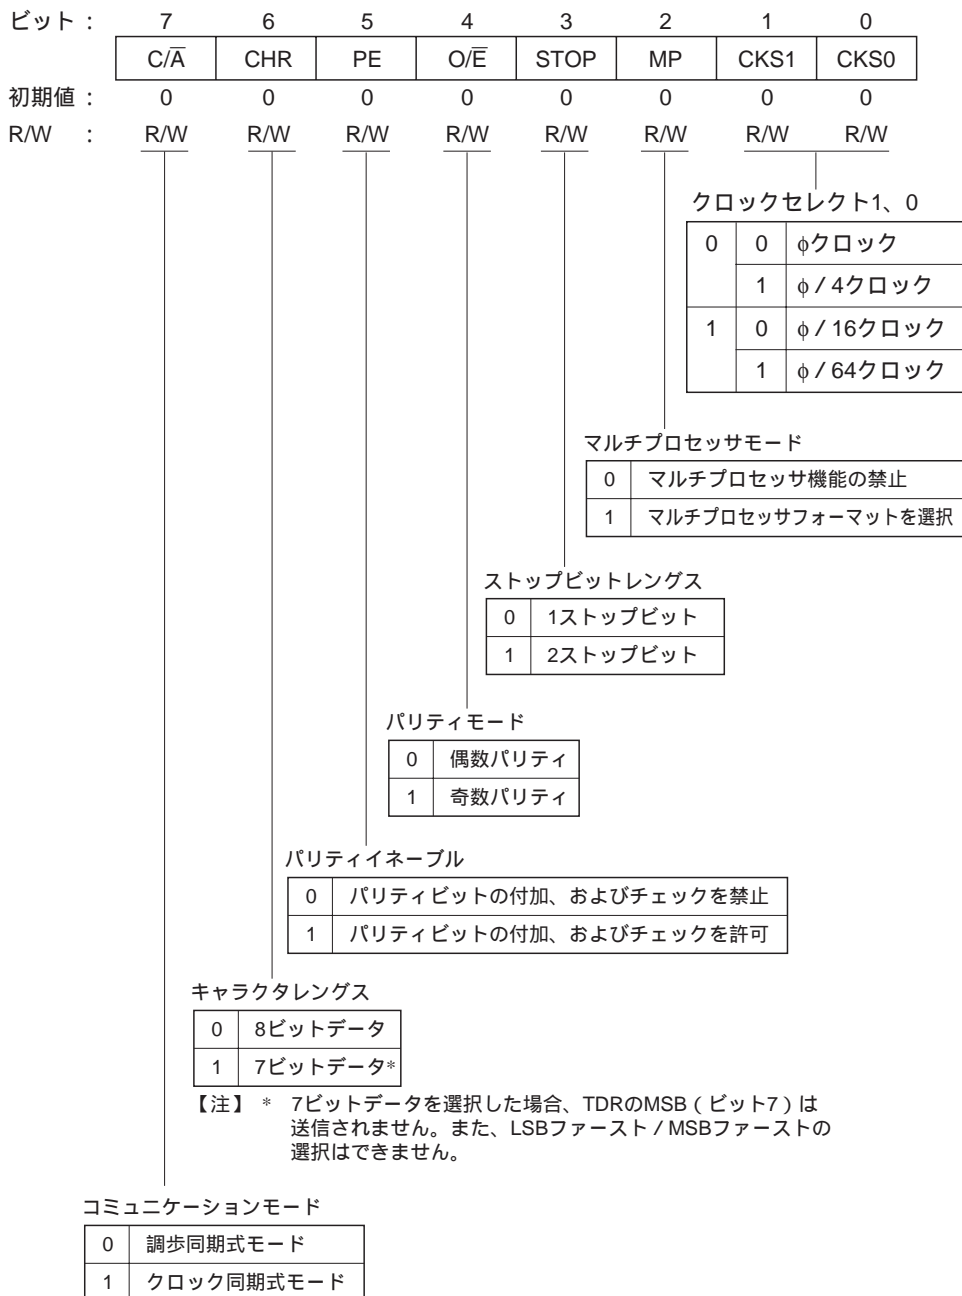 ビット： 7 6 5 4 3 2 1 0
C/A̅ CHR PE O/E̅ STOP MP CKS1 CKS0
初期値： 0 0 0 0 0 0 0 0
R/W ： R/W R/W R/W R/W R/W R/W R/W R/W
クロックセレクト1、0
0 0 φクロック
1 φ／4クロック
1 0 φ／16クロック
1 φ／64クロック
マルチプロセッサモード
0 マルチプロセッサ機能の禁止
1 マルチプロセッサフォーマットを選択
ストップビットレングス
0 1ストップビット
1 2ストップビット
パリティモード
0 偶数パリティ
1 奇数パリティ
パリティイネーブル
0 パリティビットの付加、およびチェックを禁止
1 パリティビットの付加、およびチェックを許可
キャラクタレングス
0 8ビットデータ
1 7ビットデータ*
【注】 * 7ビットデータを選択した場合、TDRのMSB（ビット7）は
送信されません。また、LSBファースト／MSBファーストの
選択はできません。
コミュニケーションモード
0 調歩同期式モード
1 クロック同期式モード